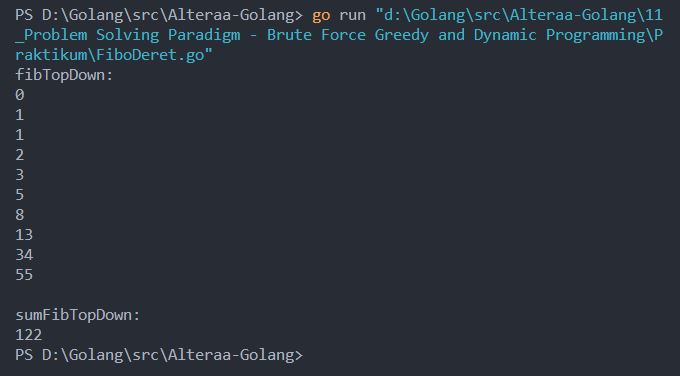 PS D:\Golang\src\Alteraa-Golang> go run "d:\Golang\src\Alteraa-Golang\11
_Problem Solving Paradigm - Brute Force Greedy and Dynamic Programming\P
raktikum\FiboDeret.go"
fibTopDown:
0
1
1
2
3
5
8
13
34
55
sumFibTopDown:
122
PS D:\Golang\src\Alteraa-Golang>